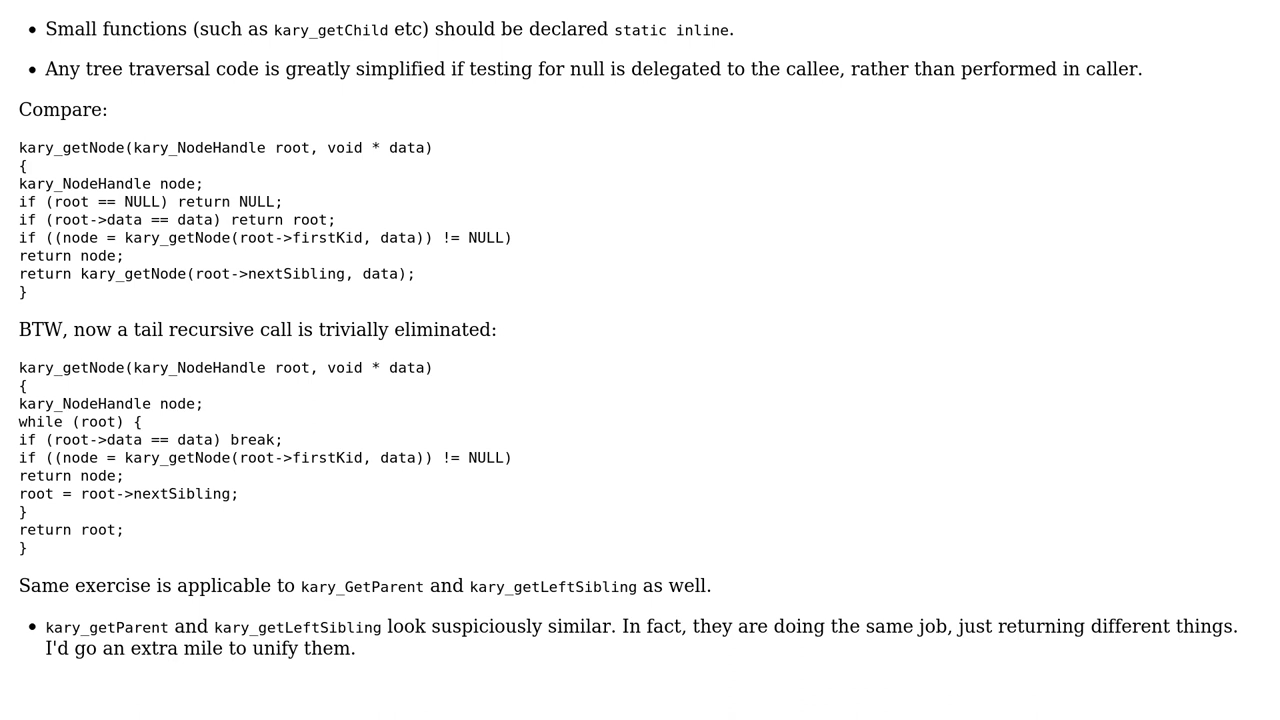 • Small functions (such as kary_getChild etc) should be declared static inline.
• Any tree traversal code is greatly simplified if testing for null is delegated to the callee, rather than performed in caller.
Compare:
kary_getNode(kary_NodeHandle root, void * data)
{
kary_NodeHandle node;
if (root == NULL) return NULL;
if (root->data == data) return root;
if ((node = kary_getNode(root->firstKid, data)) != NULL)
return node;
return kary_getNode(root->nextSibling, data);
}
BTW, now a tail recursive call is trivially eliminated:
kary_getNode(kary_NodeHandle root, void * data)
{
kary_NodeHandle node;
while (root) {
if (root->data == data) break;
if ((node = kary_getNode(root->firstKid, data)) != NULL)
return node;
root = root->nextSibling;
}
return root;
}
Same exercise is applicable to kary_GetParent and kary_getLeftSibling as well.
• kary_getParent and kary_getLeftSibling look suspiciously similar. In fact, they are doing the same job, just returning different things.
I'd go an extra mile to unify them.